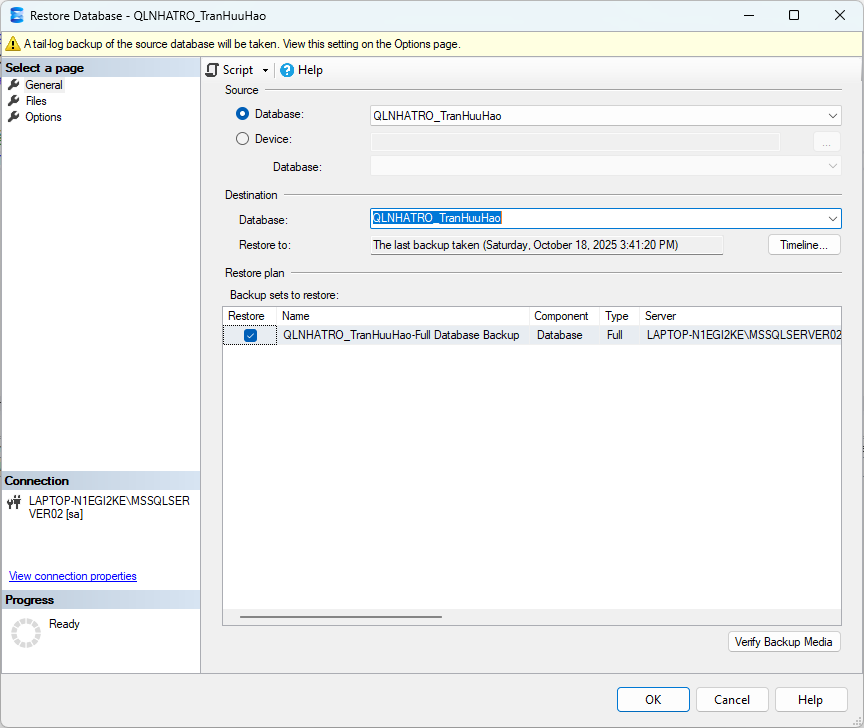 Restore Database - QLNHATRO_TranHuuHao
A tail-log backup of the source database will be taken. View this setting on the Options page.
Select a page
General
Files
Options
Script
Help
Source
Database:
QLNHATRO_TranHuuHao
Device:
...
Database:
Destination
Database:
QLNHATRO_TranHuuHao
Restore to:
The last backup taken (Saturday, October 18, 2025 3:41:20 PM)
Timeline...
Restore plan
Backup sets to restore:
Restore Name Component Type Server
QLNHATRO_TranHuuHao-Full Database Backup Database Full LAPTOP-N1EGI2KE\MSSQLSERVER02
Connection
LAPTOP-N1EGI2KE\MSSQLSER
VER02 [sa]
View connection properties
Progress
Ready
Verify Backup Media
OK
Cancel
Help